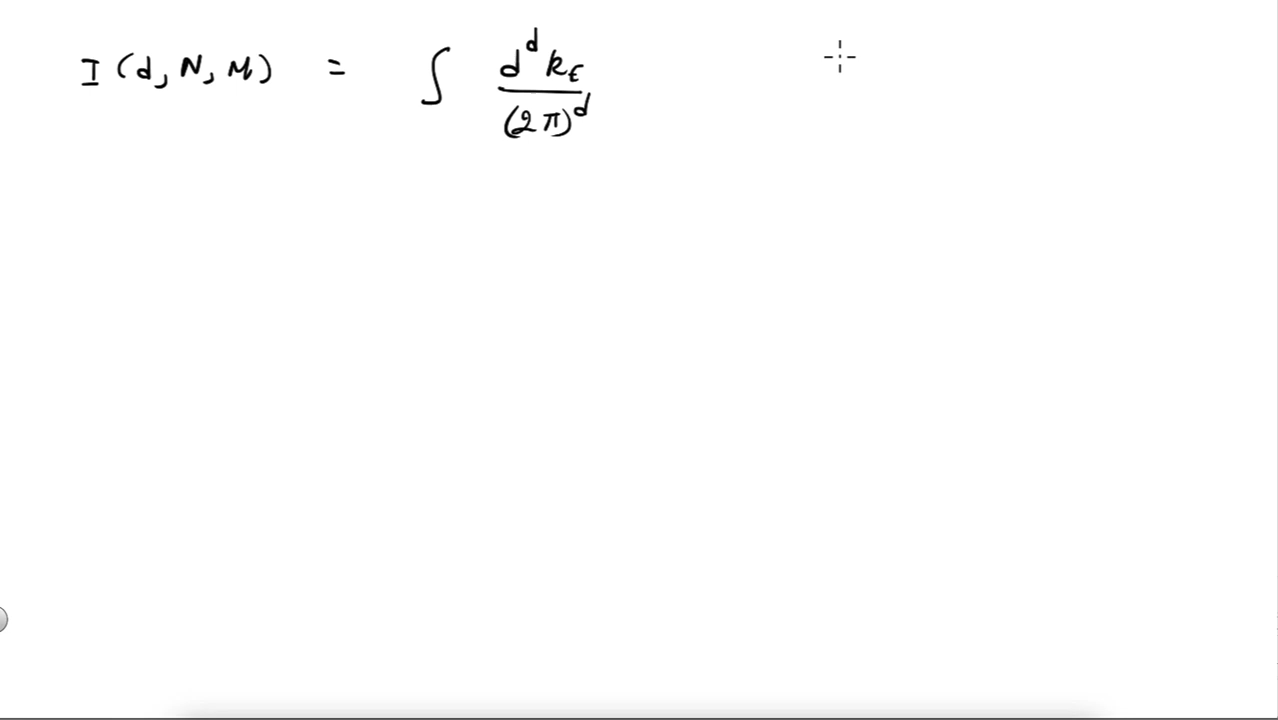 I (d, N, M) = ∫ d^d k_E / (2π)^d